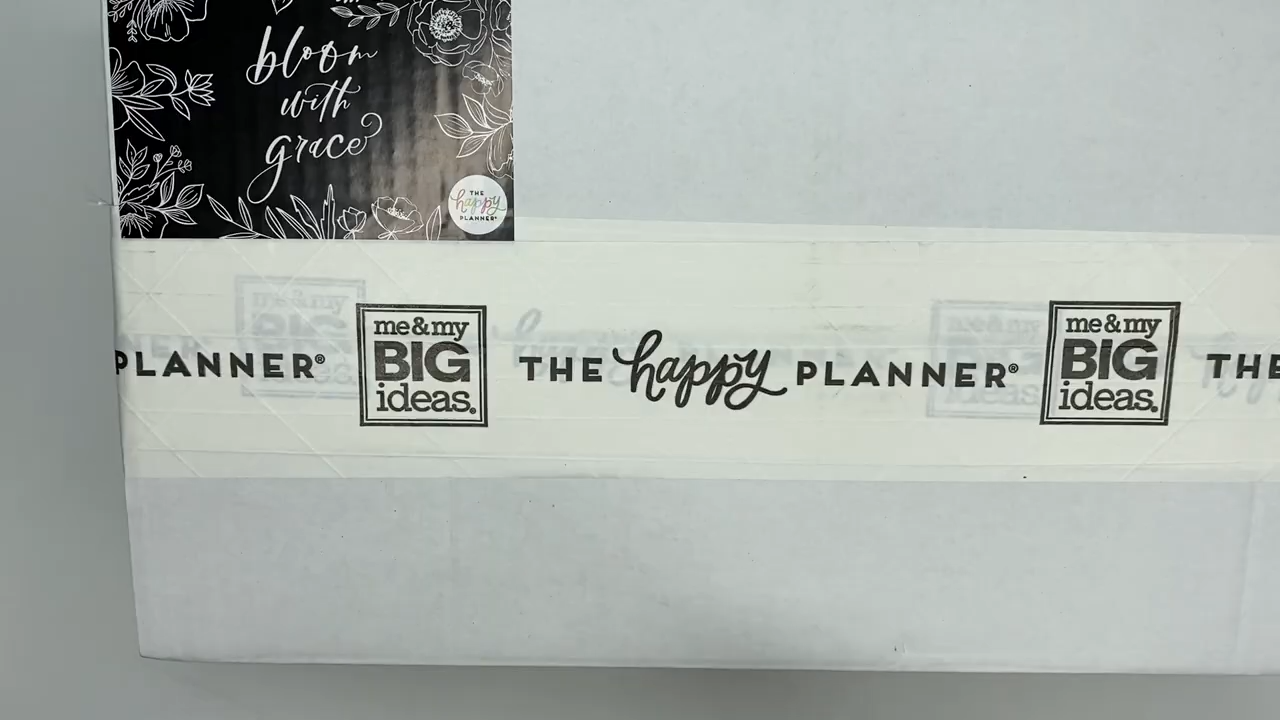 bloom
with
grace
THE
happy
PLANNER®
PLANNER®
me & my
BIG
ideas.®
THE happy PLANNER®
me & my
BIG
ideas.®
THE